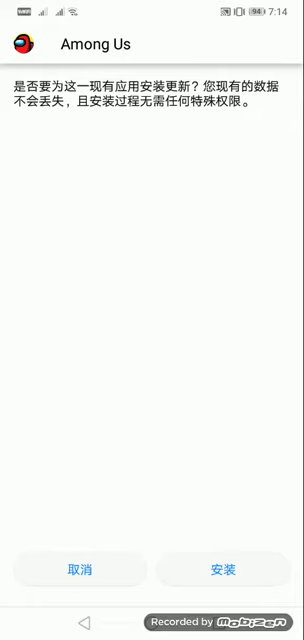 94 7:14
Among Us
是否要为这一现有应用安装更新？您现有的数据
不会丢失，且安装过程无需任何特殊权限。
取消
安装
Recorded by Mobizen